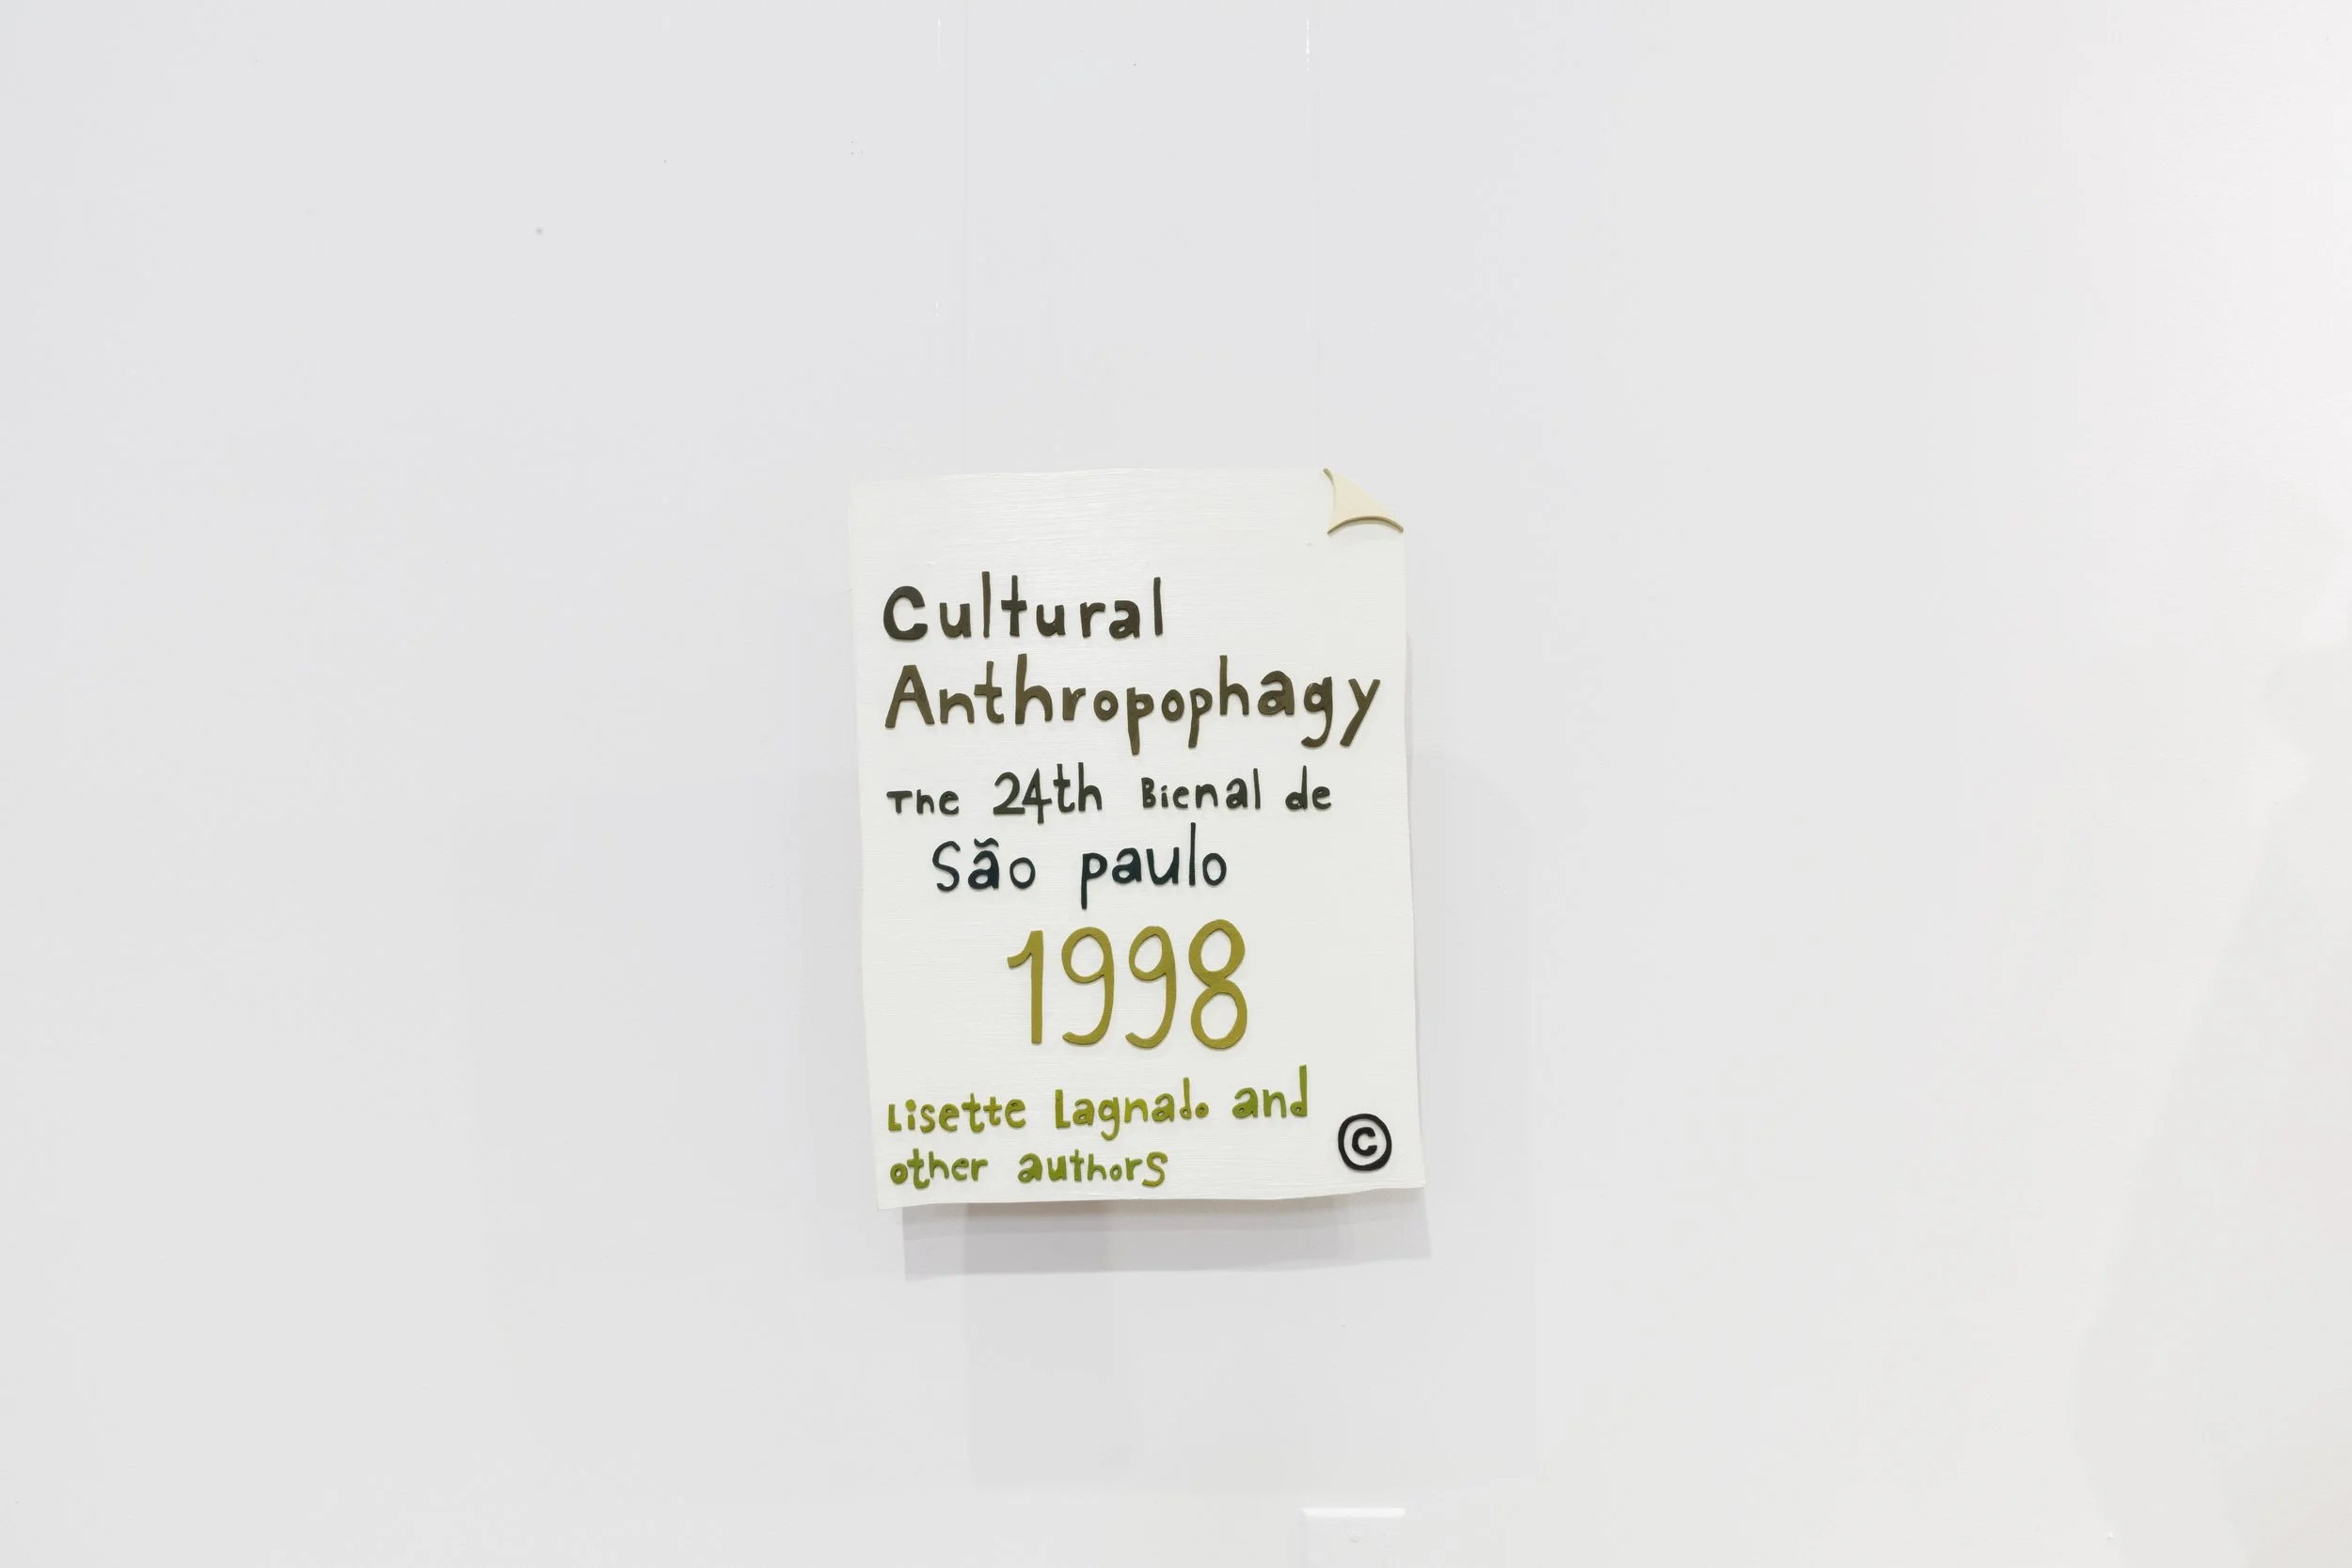 Cultural
Anthropophagy
The 24th Bienal de
São paulo
1998
Lisette Lagnado and
other authors
©